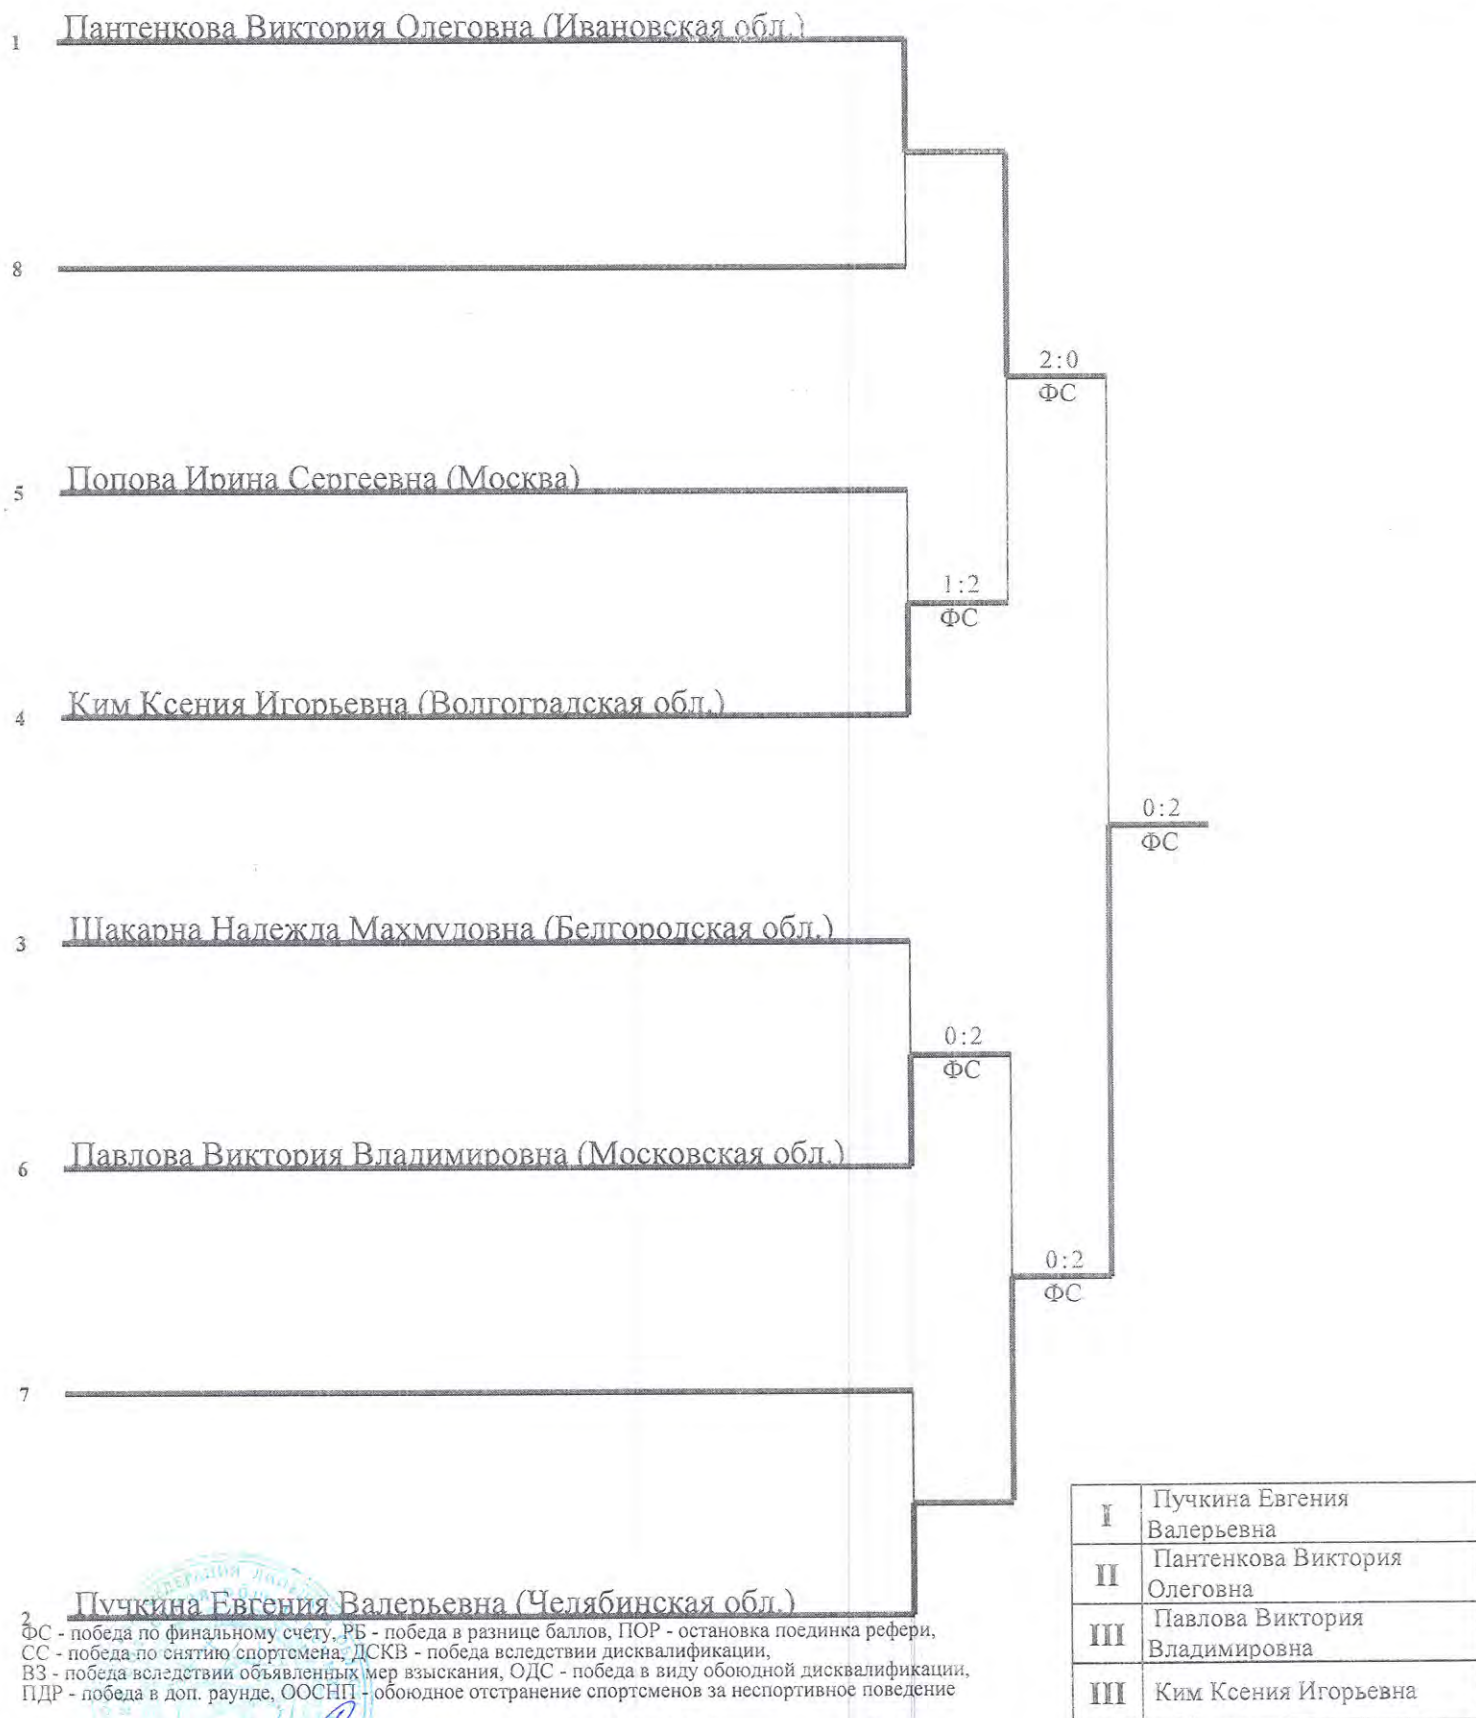 1 Пантенкова Виктория Олеговна (Ивановская обл.)
8
2:0
ФС
5 Попова Ирина Сергеевна (Москва)
1:2
ФС
4 Ким Ксения Игорьевна (Волгоградская обл.)
0:2
ФС
3 Шакарна Надежда Махмудовна (Белгородская обл.)
0:2
ФС
6 Павлова Виктория Владимировна (Московская обл.)
0:2
ФС
7
2 Пучкина Евгения Валерьевна (Челябинская обл.)
I Пучкина Евгения
Валерьевна
II Пантенкова Виктория
Олеговна
III Павлова Виктория
Владимировна
III Ким Ксения Игорьевна
ФС - победа по финальному счету, РБ - победа в разнице баллов, ПОР - остановка поединка рефери,
СС - победа по снятию спортсмена, ДСКВ - победа вследствии дисквалификации,
ВЗ - победа вследствии объявленных мер взыскания, ОДС - победа в виду обоюдной дисквалификации,
ПДР - победа в доп. раунде, ООСНП - обоюдное отстранение спортсменов за неспортивное поведение